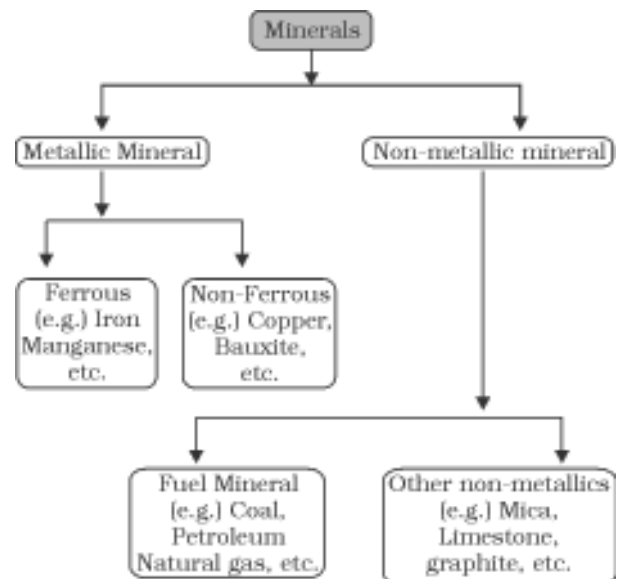 Minerals
Metallic Mineral
Non-metallic mineral
Ferrous
(e.g.) Iron
Manganese,
etc.
Non-Ferrous
(e.g.) Copper,
Bauxite,
etc.
Fuel Mineral
(e.g.) Coal,
Petroleum
Natural gas, etc.
Other non-metallics
(e.g.) Mica,
Limestone,
graphite, etc.